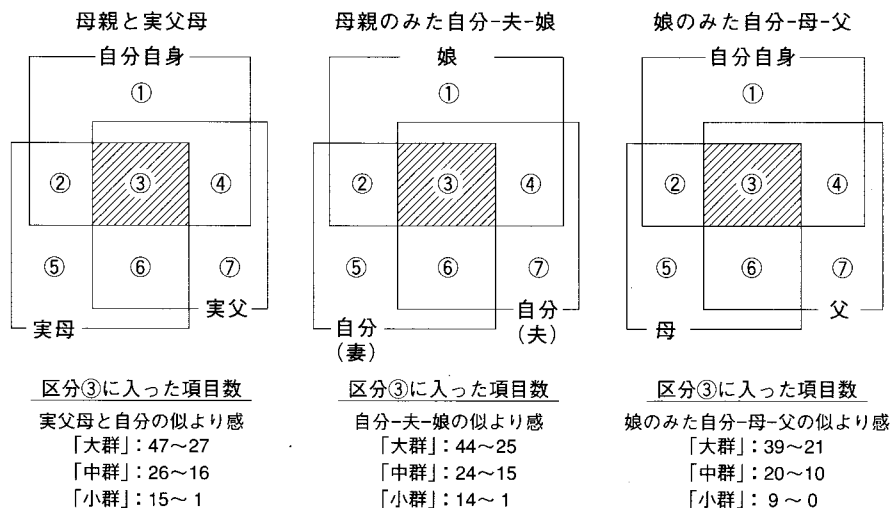 母親と実父母
自分自身
①
②
③
④
⑤
⑥
⑦
実父
実母
区分③に入った項目数
実父母と自分の似より感
「大群」：47～27
「中群」：26～16
「小群」：15～ 1
母親のみた自分-夫-娘
娘
①
②
③
④
⑤
⑥
⑦
自分
(夫)
自分
(妻)
区分③に入った項目数
自分-夫-娘の似より感
「大群」：44～25
「中群」：24～15
「小群」：14～ 1
娘のみた自分-母-父
自分自身
①
②
③
④
⑤
⑥
⑦
父
母
区分③に入った項目数
娘のみた自分-母-父の似より感
「大群」：39～21
「中群」：20～10
「小群」： 9 ～ 0